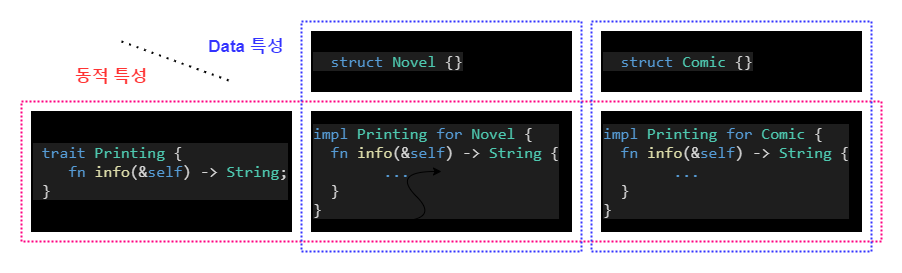 Data 특성
동적 특성
struct Novel {}
struct Comic {}
trait Printing {
fn info(&self) -> String;
}
impl Printing for Novel {
fn info(&self) -> String {
...
}
}
impl Printing for Comic {
fn info(&self) -> String {
...
}
}